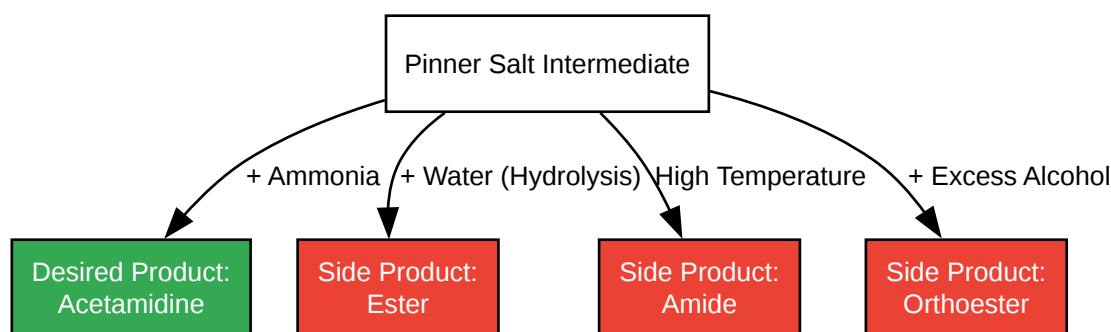 Pinner Salt Intermediate
+ Ammonia
+ Water (Hydrolysis)
High Temperature
+ Excess Alcohol
Desired Product:
Acetamidine
Side Product:
Ester
Side Product:
Amide
Side Product:
Orthoester